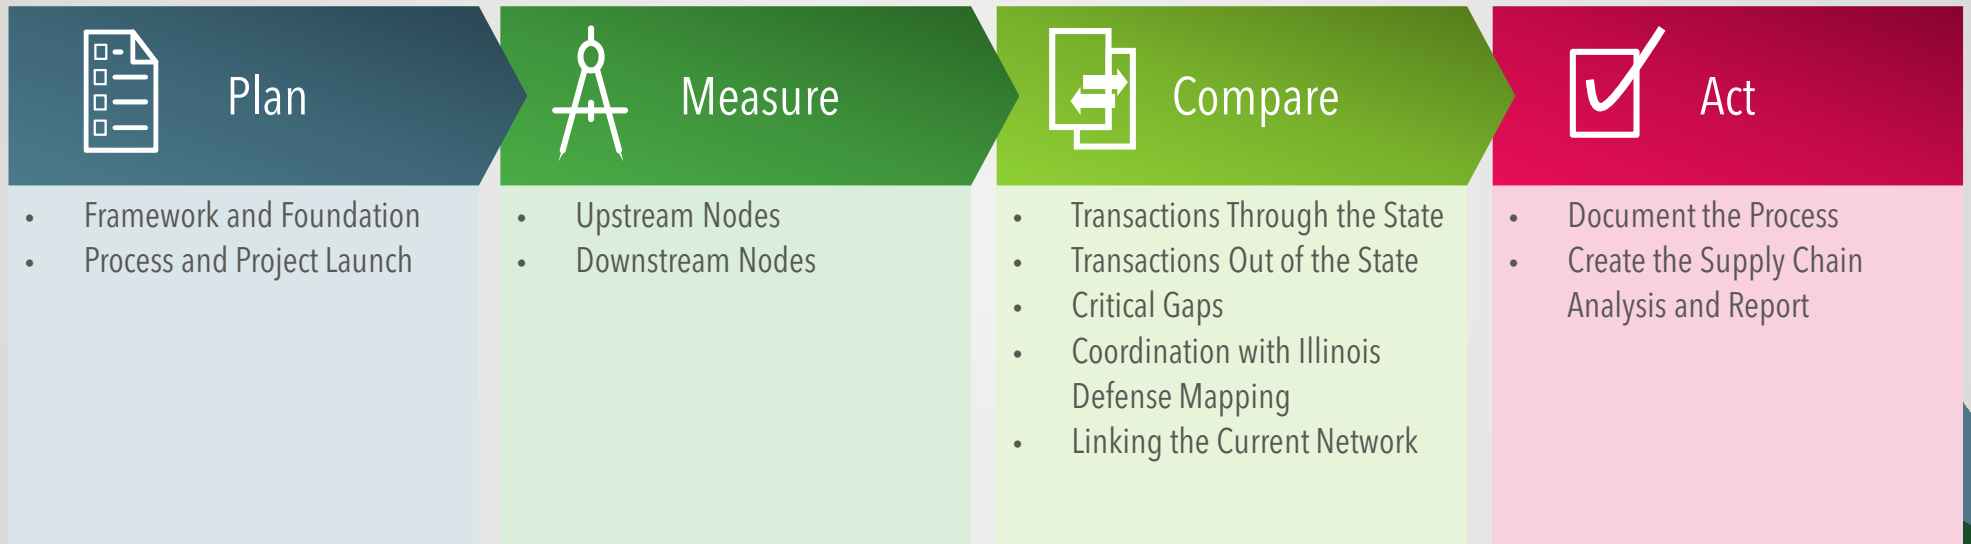 Plan
• Framework and Foundation
• Process and Project Launch
Measure
• Upstream Nodes
• Downstream Nodes
Compare
• Transactions Through the State
• Transactions Out of the State
• Critical Gaps
• Coordination with Illinois
Defense Mapping
• Linking the Current Network
Act
• Document the Process
• Create the Supply Chain
Analysis and Report